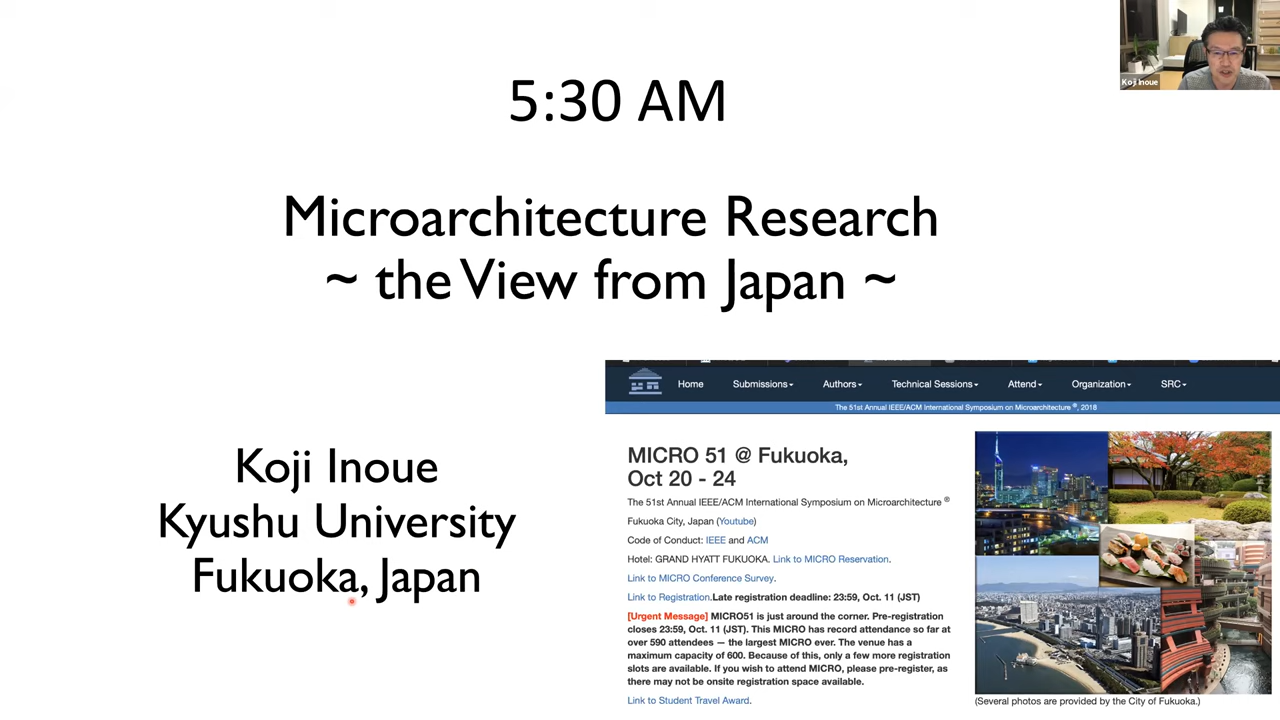 Koji Inoue
5:30 AM
Microarchitecture Research
~ the View from Japan ~
Koji Inoue
Kyushu University
Fukuoka, Japan
Home Submissions Authors Technical Sessions Attend Organization SRC
The 51st Annual IEEE/ACM International Symposium on Microarchitecture ®, 2018
MICRO 51 @ Fukuoka,
Oct 20 - 24
The 51st Annual IEEE/ACM International Symposium on Microarchitecture ®
Fukuoka City, Japan (Youtube)
Code of Conduct: IEEE and ACM
Hotel: GRAND HYATT FUKUOKA. Link to MICRO Reservation.
Link to MICRO Conference Survey.
Link to Registration.Late registration deadline: 23:59, Oct. 11 (JST)
[Urgent Message] MICRO51 is just around the corner. Pre-registration
closes 23:59, Oct. 11 (JST). This MICRO has record attendance so far at
over 590 attendees — the largest MICRO ever. The venue has a
maximum capacity of 600. Because of this, only a few more registration
slots are available. If you wish to attend MICRO, please pre-register, as
there may not be onsite registration space available.
Link to Student Travel Award.
(Several photos are provided by the City of Fukuoka.)